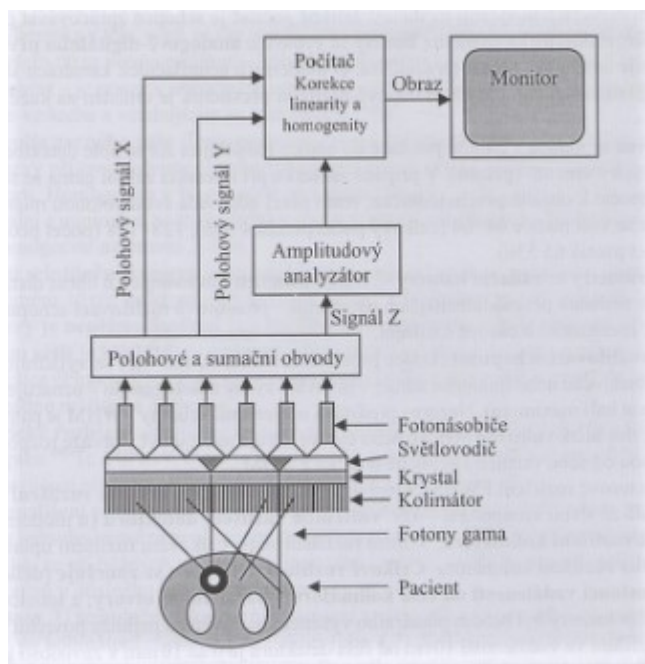 Počítač
Korekce
linearity a
homogenity
Obraz
Monitor
Polohový signál X
Polohový signál Y
Amplitudový
analyzátor
Signál Z
Polohové a sumační obvody
Fotonásobiče
Světlovodič
Krystal
Kolimátor
Fotony gama
Pacient